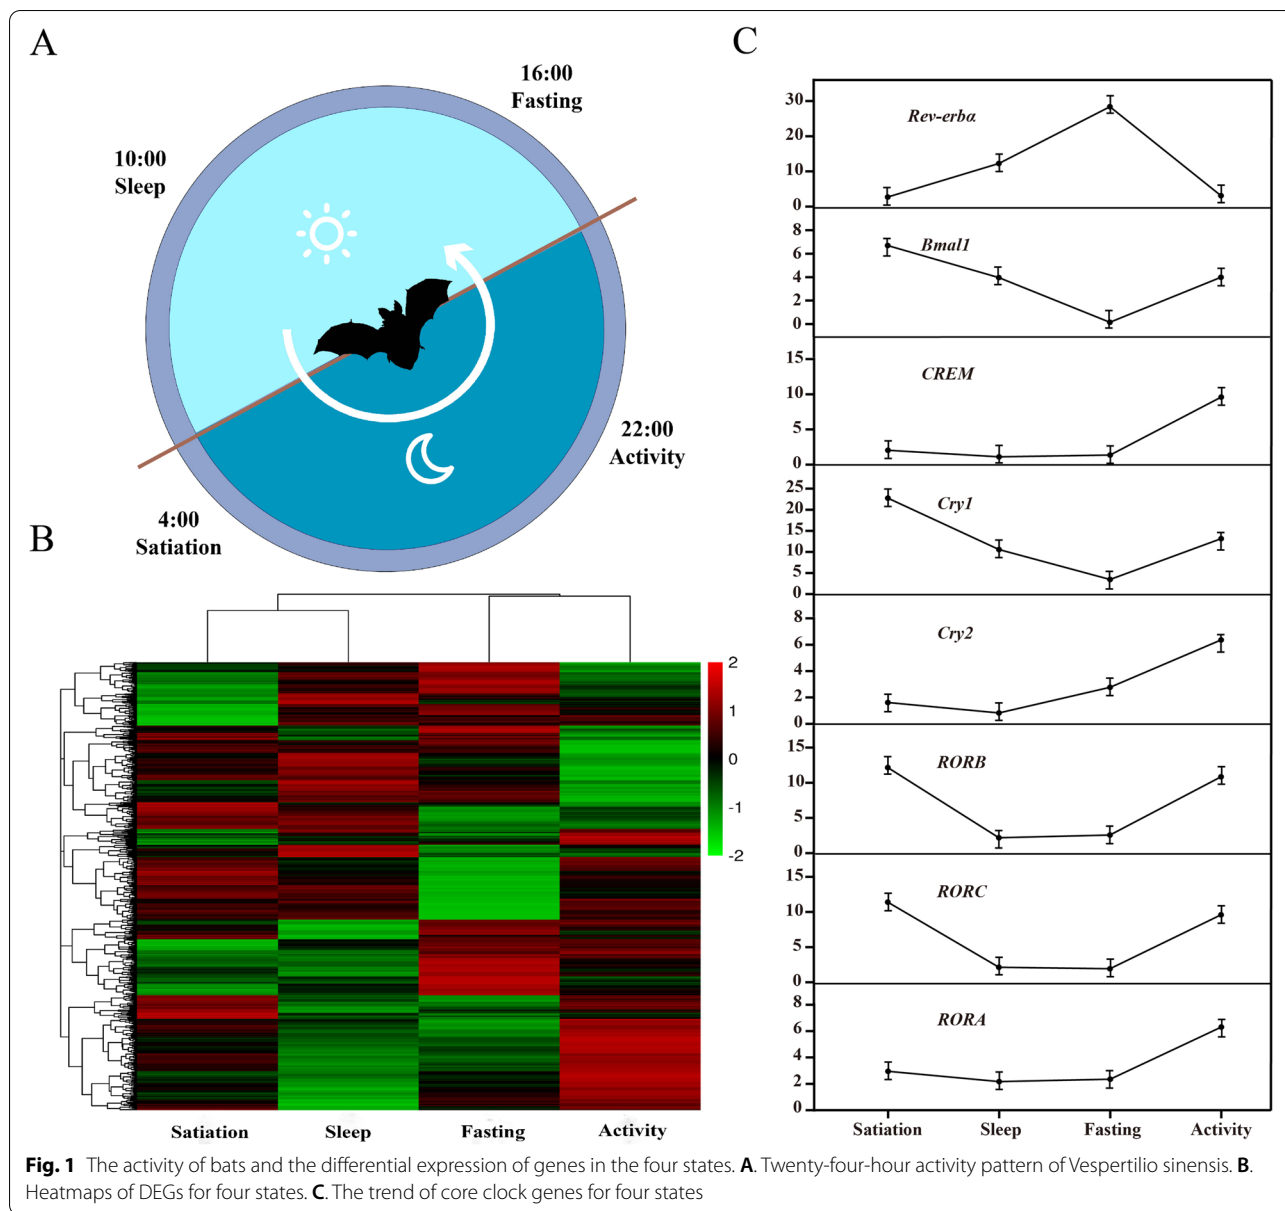 A
16:00
Fasting
10:00
Sleep
22:00
Activity
4:00
Satiation
B
2
1
0
-1
-2
Satiation Sleep Fasting Activity
C
Rev-erbα
30
20
10
0
Bmal1
8
6
4
2
0
CREM
15
10
5
0
Cry1
25
20
15
10
5
0
Cry2
8
6
4
2
0
RORB
15
10
5
0
RORC
15
10
5
0
RORA
8
6
4
2
0
Satiation Sleep Fasting Activity
Fig. 1 The activity of bats and the differential expression of genes in the four states. A. Twenty-four-hour activity pattern of Vespertilio sinensis. B.
Heatmaps of DEGs for four states. C. The trend of core clock genes for four states